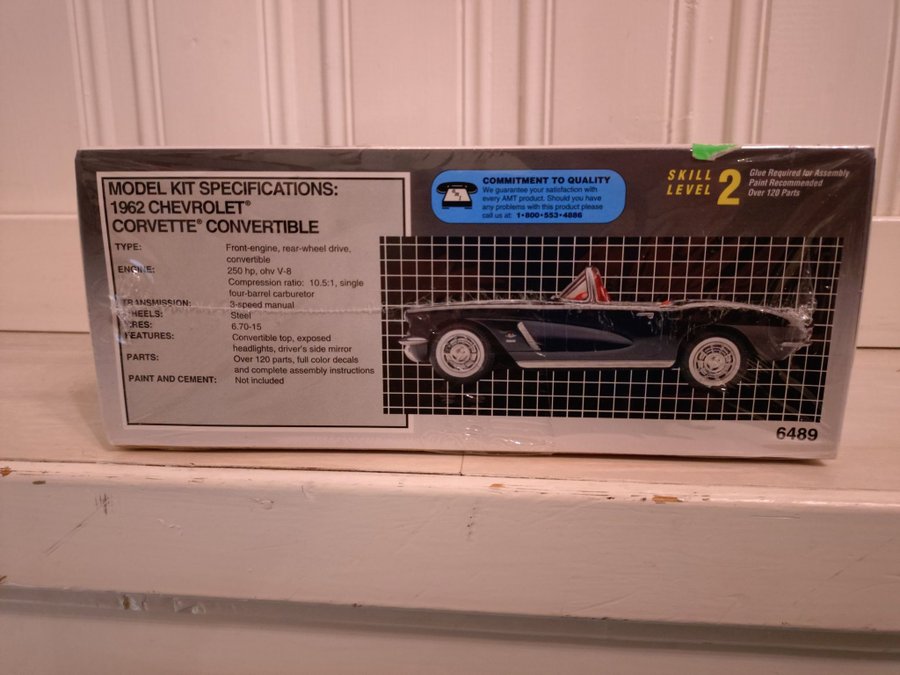 MODEL KIT SPECIFICATIONS:
1962 CHEVROLET®
CORVETTE® CONVERTIBLE
TYPE: Front-engine, rear-wheel drive,
convertible
ENGINE: 250 hp, ohv V-8
Compression ratio: 10.5:1, single
four-barrel carburetor
TRANSMISSION: 3-speed manual
WHEELS: Steel
TIRES: 6.70-15
FEATURES: Convertible top, exposed
headlights, driver's side mirror
PARTS: Over 120 parts, full color decals
and complete assembly instructions
PAINT AND CEMENT: Not included
COMMITMENT TO QUALITY
We guarantee your satisfaction with
every AMT product. Should you have
any problems with this product please
call us at: 1•800•553•4886
SKILL
LEVEL 2
Glue Required for Assembly
Paint Recommended
Over 120 Parts
6489